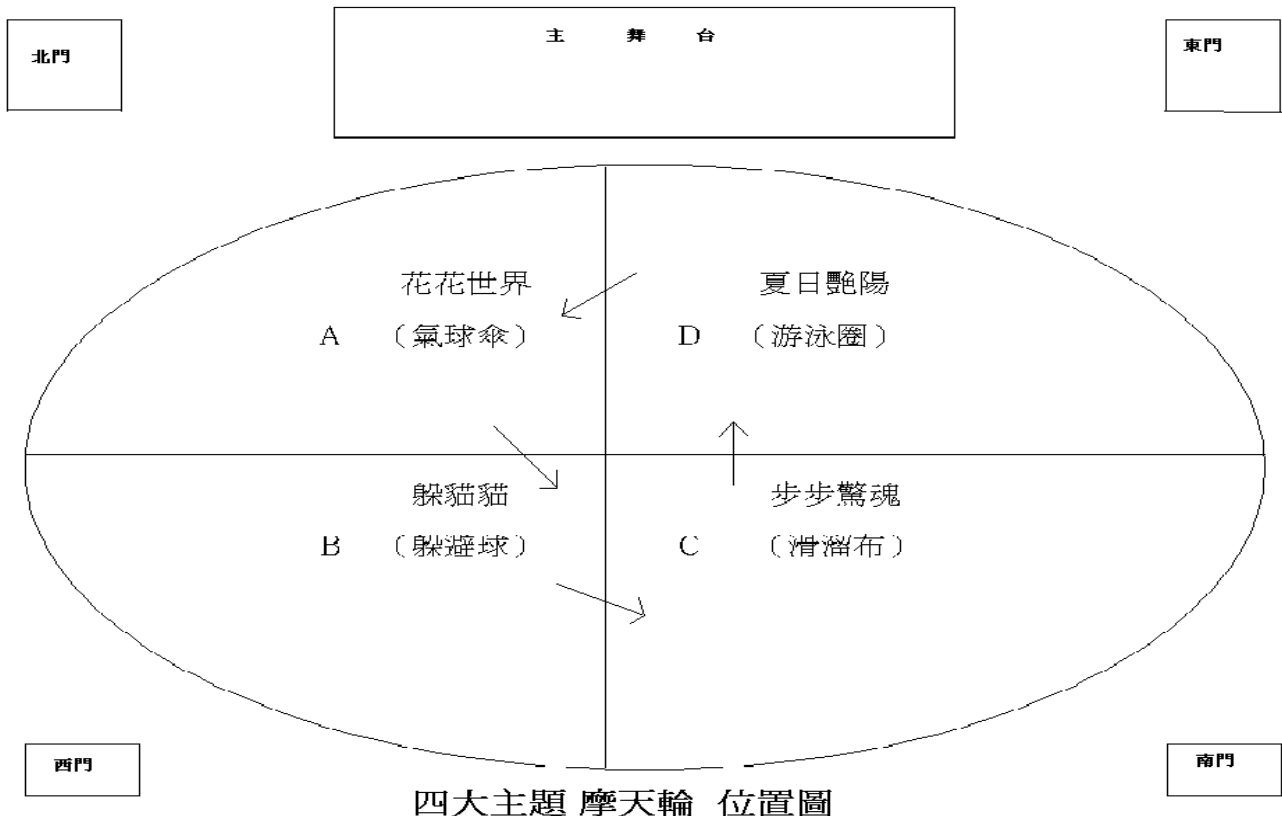 主 舞 台
北門
東門
花花世界
A （氣球傘）
夏日艷陽
D （游泳圈）
躲貓貓
B （躲避球）
步步驚魂
C （滑溜布）
西門
南門
四大主題 摩天輪 位置圖